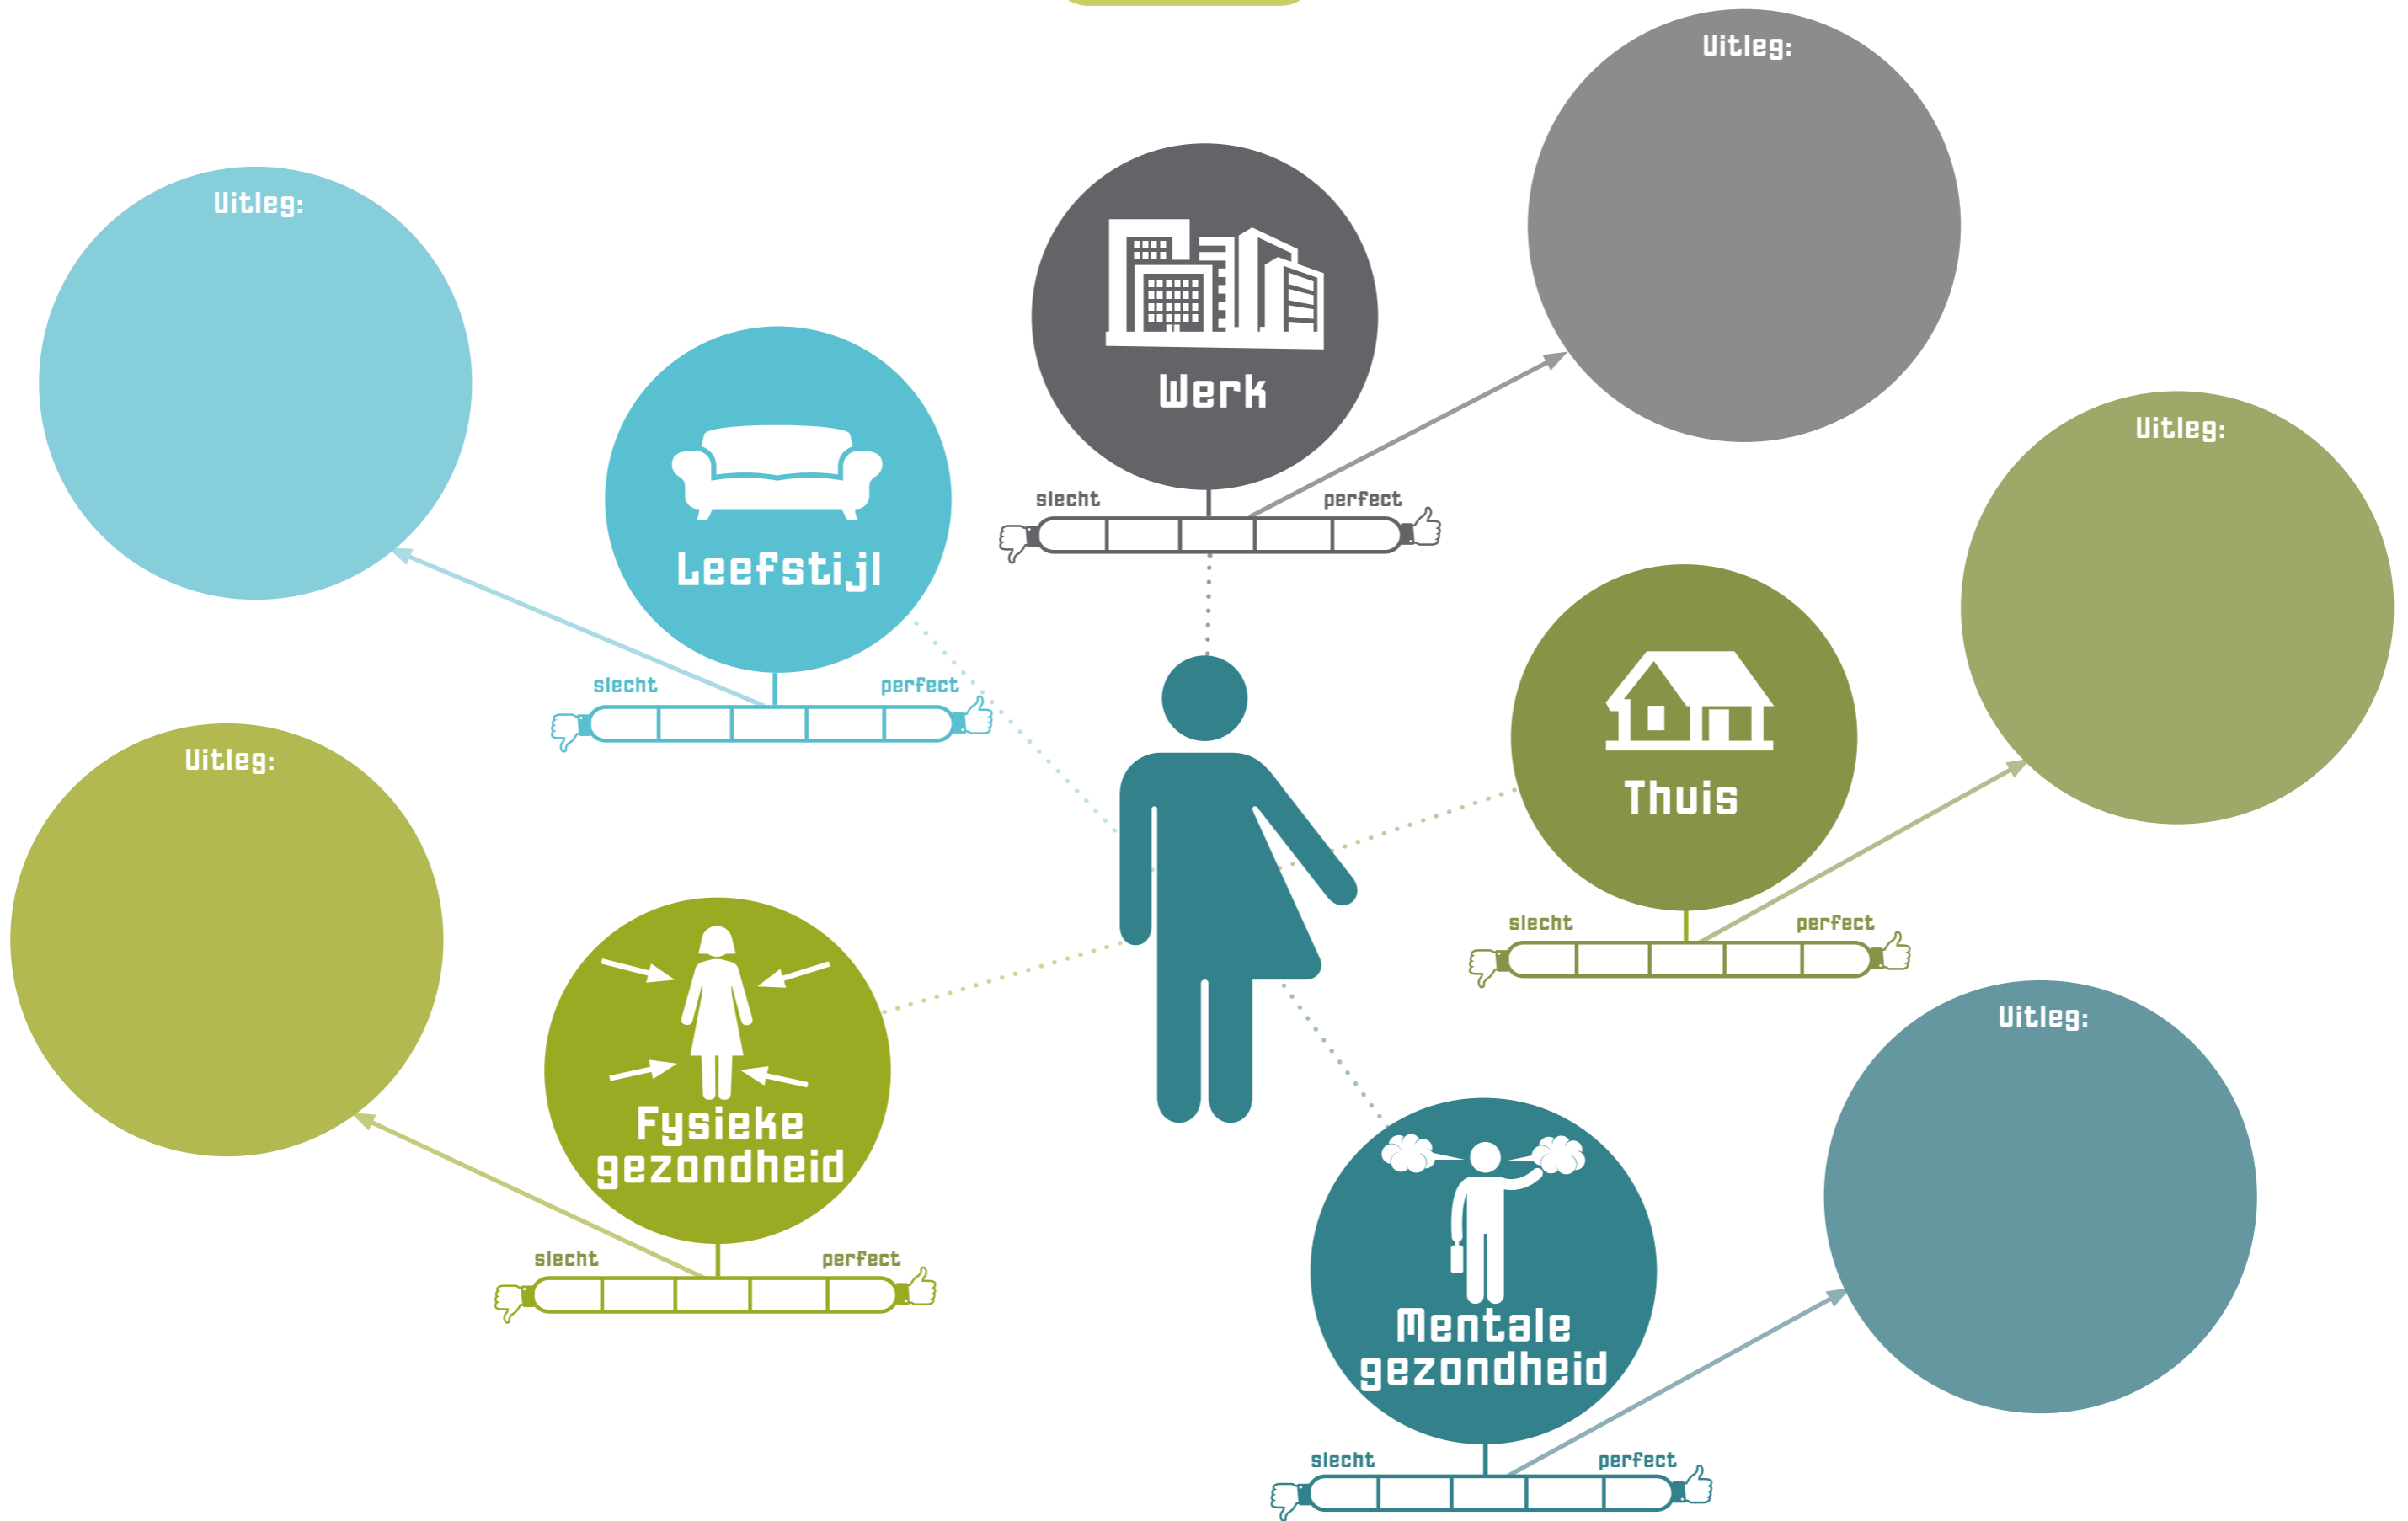 Uitleg:
Werk
slecht perfect
Uitleg:
Leefstijl
slecht perfect
Uitleg:
Thuis
slecht perfect
Uitleg:
Fysieke
gezondheid
slecht perfect
Uitleg:
Mentale
gezondheid
slecht perfect